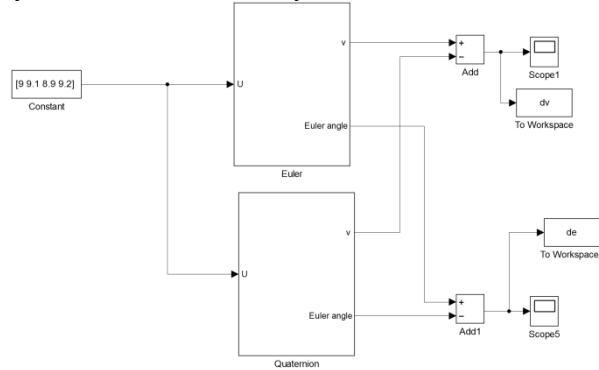 v
+
−
Add
Scope1
[9 9.1 8.9 9.2]
Constant
U
dv
To Workspace
Euler angle
Euler
v
de
To Workspace
U
+
−
Add1
Scope5
Euler angle
Quaternion